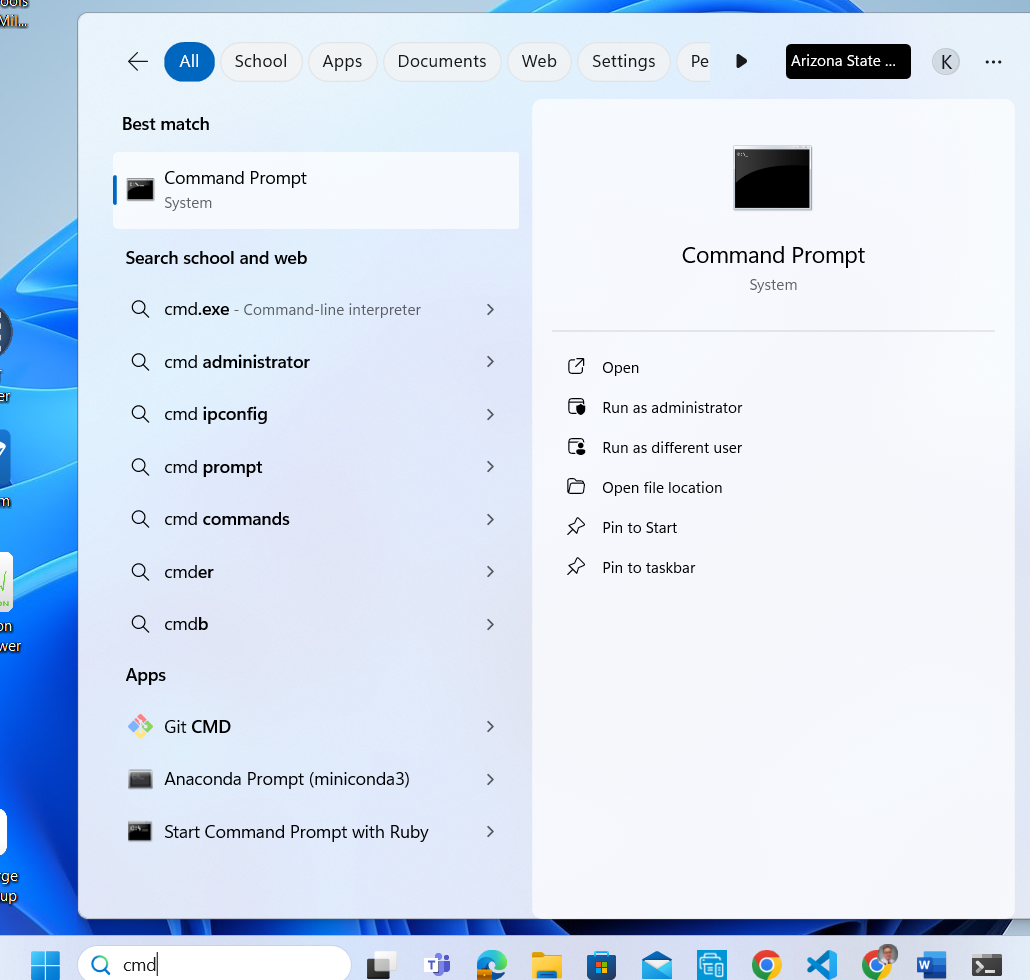 ools
Mil...
All
School
Apps
Documents
Web
Settings
Pe
Arizona State ...
K
Best match
Command Prompt
System
Search school and web
cmd.exe - Command-line interpreter
cmd administrator
cmd ipconfig
cmd prompt
cmd commands
cmder
cmdb
Apps
Git CMD
Anaconda Prompt (miniconda3)
Start Command Prompt with Ruby
Command Prompt
System
Open
Run as administrator
Run as different user
Open file location
Pin to Start
Pin to taskbar
er
m
on
wer
rge
up
cmd